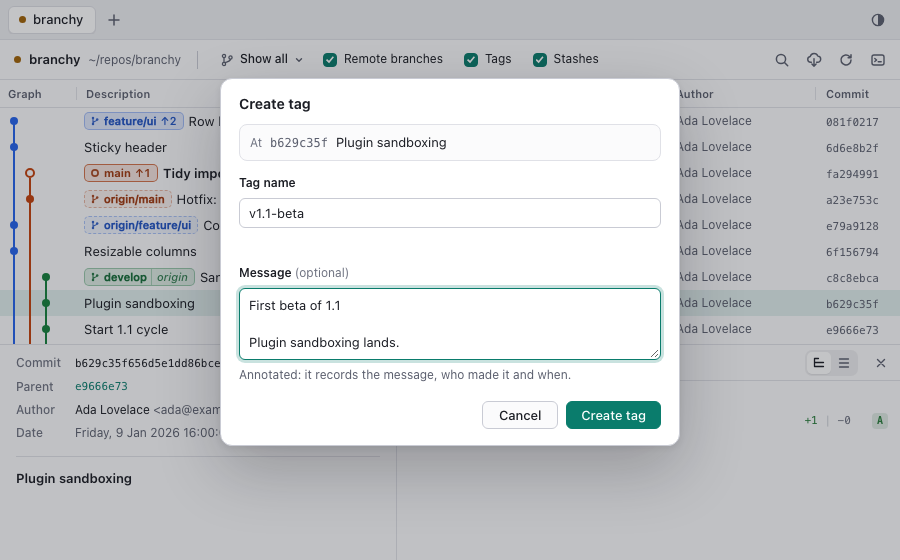 branchy
branchy ~/repos/branchy Show all Remote branches Tags Stashes
Graph Description Author Commit
feature/ui ↑2 Row Ada Lovelace 081f0217
Sticky header Ada Lovelace 6d6e8b2f
main ↑1 Tidy Ada Lovelace fa294991
origin/main Hotfix: Ada Lovelace a23e753c
origin/feature/ui Ada Lovelace e79a9128
Resizable columns Ada Lovelace 6f156794
develop origin Ada Lovelace c8c8ebca
Plugin sandboxing Ada Lovelace b629c35f
Start 1.1 cycle Ada Lovelace e9666e73
Create tag
At b629c35f Plugin sandboxing
Tag name
v1.1-beta
Message (optional)
First beta of 1.1
Plugin sandboxing lands.
Annotated: it records the message, who made it and when.
Cancel Create tag
Commit b629c35f656d5e1dd86bce
Parent e9666e73
Author Ada Lovelace <ada@exam
Date Friday, 9 Jan 2026 16:00:
+1 −0 A
Plugin sandboxing